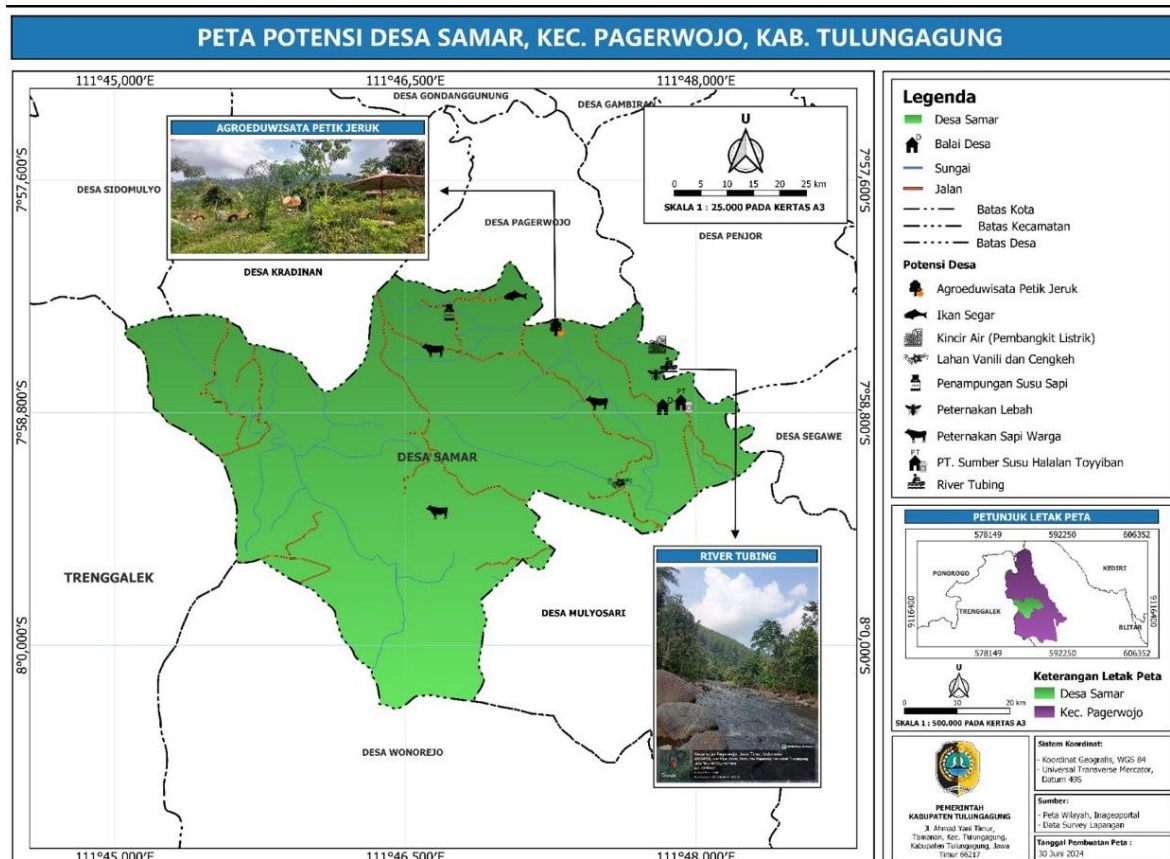 PETA POTENSI DESA SAMAR, KEC. PAGERWOJO, KAB. TULUNGAGUNG
111°45,000'E
111°46,500'E
111°48,000'E
7°57,600'S
7°58,800'S
8°0,000'S
7°57,600'S
7°58,800'S
8°0,000'S
DESA GONDANGGUNUNG
DESA GAMBIRAN
AGROEDUWISATA PETIK JERUK
DESA SIDOMULYO
DESA PAGERWOJO
DESA KRADINAN
U
0 5 10 15 20 25 km
SKALA 1 : 25.000 PADA KERTAS A3
DESA PENJOR
D
PT
DESA SAMAR
DESA SEGAWE
TRENGGALEK
RIVER TUBING
DESA MULYOSARI
Google
DESA WONOREJO
111°45,000'E
111°46,500'E
111°48,000'E
Legenda
Desa Samar
D
Balai Desa
Sungai
Jalan
Batas Kota
Batas Kecamatan
Batas Desa
Potensi Desa
Agroeduwisata Petik Jeruk
Ikan Segar
Kincir Air (Pembangkit Listrik)
Lahan Vanili dan Cengkeh
Penampungan Susu Sapi
Peternakan Lebah
Peternakan Sapi Warga
PT
PT. Sumber Susu Halalan Toyyiban
River Tubing
PETUNJUK LETAK PETA
578149 592250 606352
9116400
9116400
PONOROGO
KEDIRI
TRENGGALEK
BLITAR
578149 592250 606352
U
0 10 20 km
SKALA 1 : 500.000 PADA KERTAS A3
Keterangan Letak Peta
Desa Samar
Kec. Pagerwojo
PEMERINTAH
KABUPATEN TULUNGAGUNG
Jl. Ahmad Yani Timur,
Tamanan, Kec. Tulungagung,
Kabupaten Tulungagung, Jawa
Timur 66217
Sistem Koordinat:
- Koordinat Geografis, WGS 84
- Universal Transverse Mercator,
Datum 49S
Sumber:
- Peta Wilayah, Inageoportal
- Data Survey Lapangan
Tanggal Pembuatan Peta :
30 Juni 2024